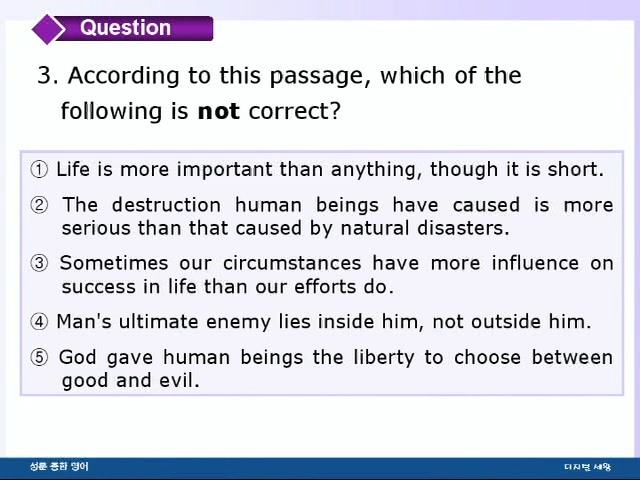 Question
3. According to this passage, which of the
following is not correct?
① Life is more important than anything, though it is short.
② The destruction human beings have caused is more
serious than that caused by natural disasters.
③ Sometimes our circumstances have more influence on
success in life than our efforts do.
④ Man's ultimate enemy lies inside him, not outside him.
⑤ God gave human beings the liberty to choose between
good and evil.
성문 종합 영어
디지털 세왕